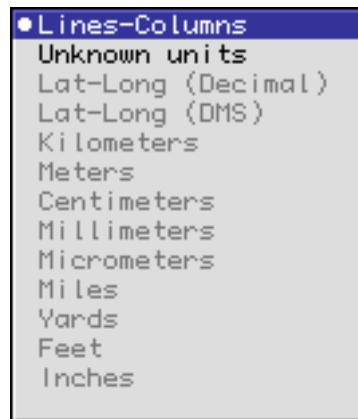 Lines-Columns
Unknown units
Lat-Long (Decimal)
Lat-Long (DMS)
Kilometers
Meters
Centimeters
Millimeters
Micrometers
Miles
Yards
Feet
Inches